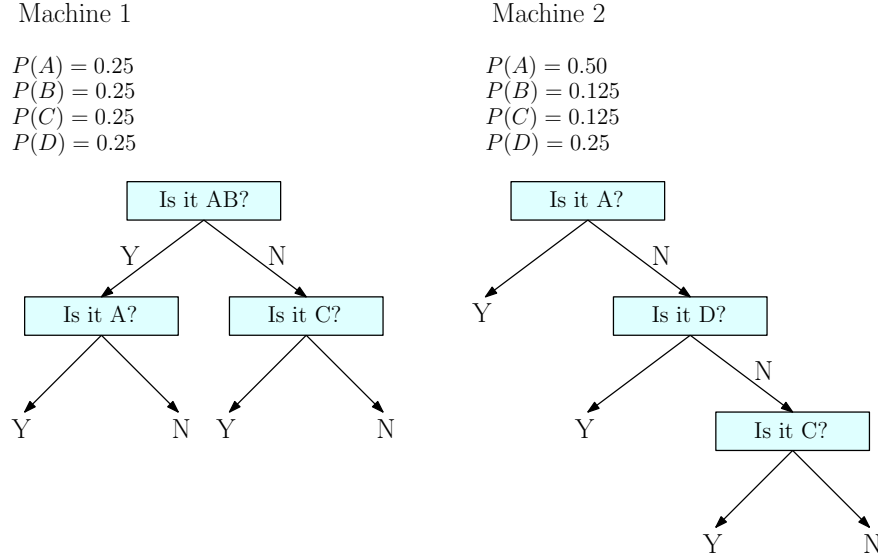 Machine 1
P(A) = 0.25
P(B) = 0.25
P(C) = 0.25
P(D) = 0.25
Is it AB?
Y
N
Is it A?
Is it C?
Y
N
Y
N
Machine 2
P(A) = 0.50
P(B) = 0.125
P(C) = 0.125
P(D) = 0.25
Is it A?
N
Y
Is it D?
N
Y
Is it C?
Y
N